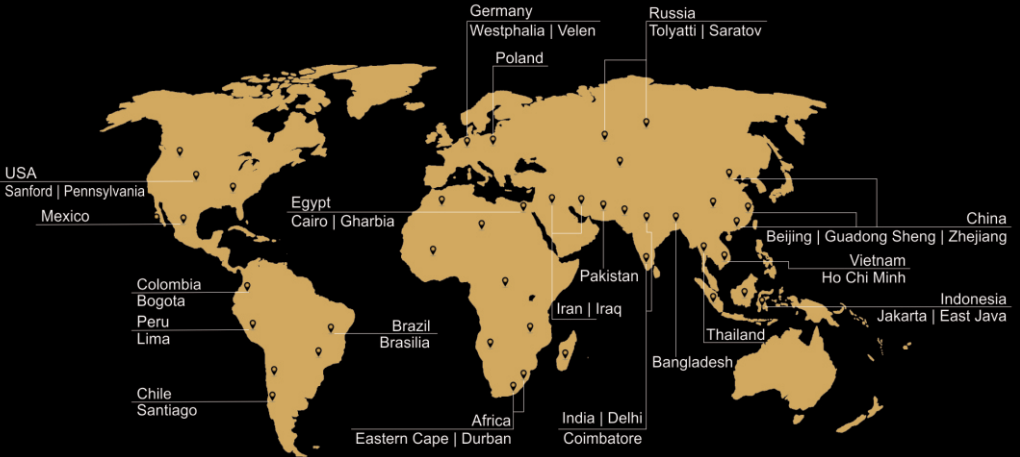 Germany
Westphalia | Velen
Russia
Tolyatti | Saratov
Poland
USA
Sanford | Pennsylvania
Mexico
Egypt
Cairo | Gharbia
China
Beijing | Guadong Sheng | Zhejiang
Vietnam
Ho Chi Minh
Pakistan
Colombia
Bogota
Iran | Iraq
Indonesia
Jakarta | East Java
Peru
Lima
Brazil
Brasilia
Thailand
Bangladesh
Chile
Santiago
Africa
Eastern Cape | Durban
India | Delhi
Coimbatore